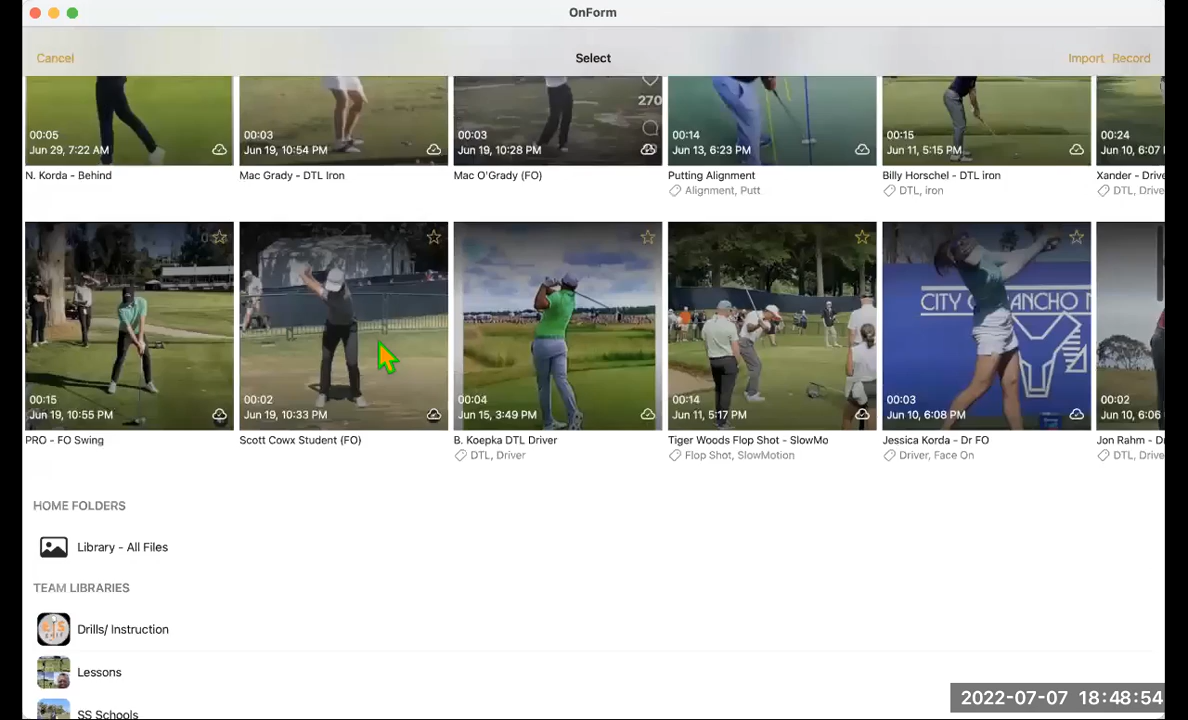 OnForm
Cancel
Select
Import Record
270
00:05
Jun 29, 7:22 AM
00:03
Jun 19, 10:54 PM
00:03
Jun 19, 10:28 PM
00:14
Jun 13, 6:23 PM
00:15
Jun 11, 5:15 PM
00:24
Jun 10, 6:07
N. Korda - Behind
Mac Grady - DTL Iron
Mac O'Grady (FO)
Putting Alignment
Alignment, Putt
Billy Horschel - DTL iron
DTL, iron
Xander - Drive
DTL, Drive
CITY OF RANCHO
00:15
Jun 19, 10:55 PM
00:02
Jun 19, 10:33 PM
00:04
Jun 15, 3:49 PM
00:14
Jun 11, 5:17 PM
00:03
Jun 10, 6:08 PM
00:02
Jun 10, 6:06
PRO - FO Swing
Scott Cowx Student (FO)
B. Koepka DTL Driver
DTL, Driver
Tiger Woods Flop Shot - SlowMo
Flop Shot, SlowMotion
Jessica Korda - Dr FO
Driver, Face On
Jon Rahm - D
DTL, Drive
HOME FOLDERS
Library - All Files
TEAM LIBRARIES
Drills/ Instruction
Lessons
SS Schools
2022-07-07 18:48:54